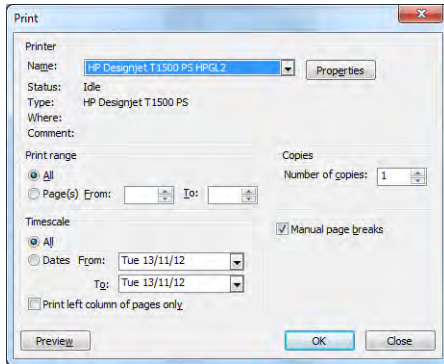 Print
Printer
Name: HP Designjet T1500 PS HPGL2 Properties
Status: Idle
Type: HP Designjet T1500 PS
Where:
Comment:
Print range
All
Page(s) From: To:
Copies
Number of copies: 1
Timescale
All
Dates From: Tue 13/11/12
To: Tue 13/11/12
Print left column of pages only
Manual page breaks
Preview OK Close